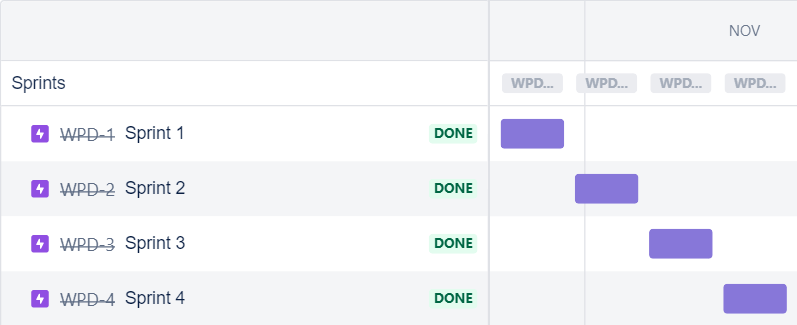 NOV
Sprints WPD... WPD... WPD... WPD...
WPD-1 Sprint 1 DONE
WPD-2 Sprint 2 DONE
WPD-3 Sprint 3 DONE
WPD-4 Sprint 4 DONE